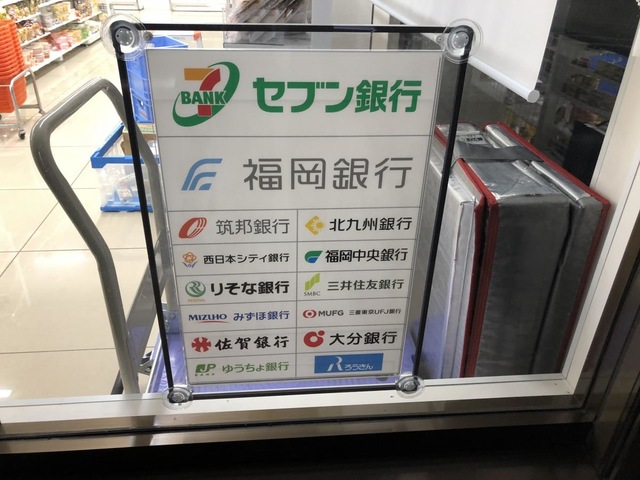 7 BANK セブン銀行
福岡銀行
筑邦銀行 北九州銀行
西日本シティ銀行 福岡中央銀行
りそな銀行 SMBC 三井住友銀行
MIZUHO みずほ銀行 MUFG 三菱東京UFJ銀行
佐賀銀行 大分銀行
JP BANK ゆうちょ銀行 R ろうきん